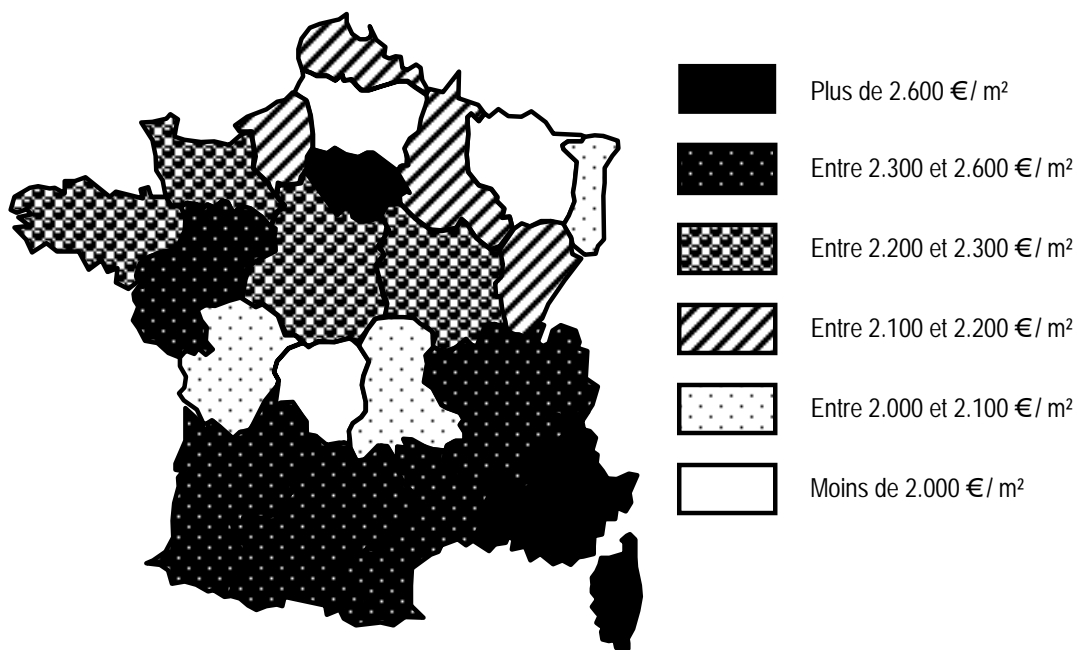 Plus de 2.600 €/ m²
Entre 2.300 et 2.600 €/ m²
Entre 2.200 et 2.300 €/ m²
Entre 2.100 et 2.200 €/ m²
Entre 2.000 et 2.100 €/ m²
Moins de 2.000 €/ m²